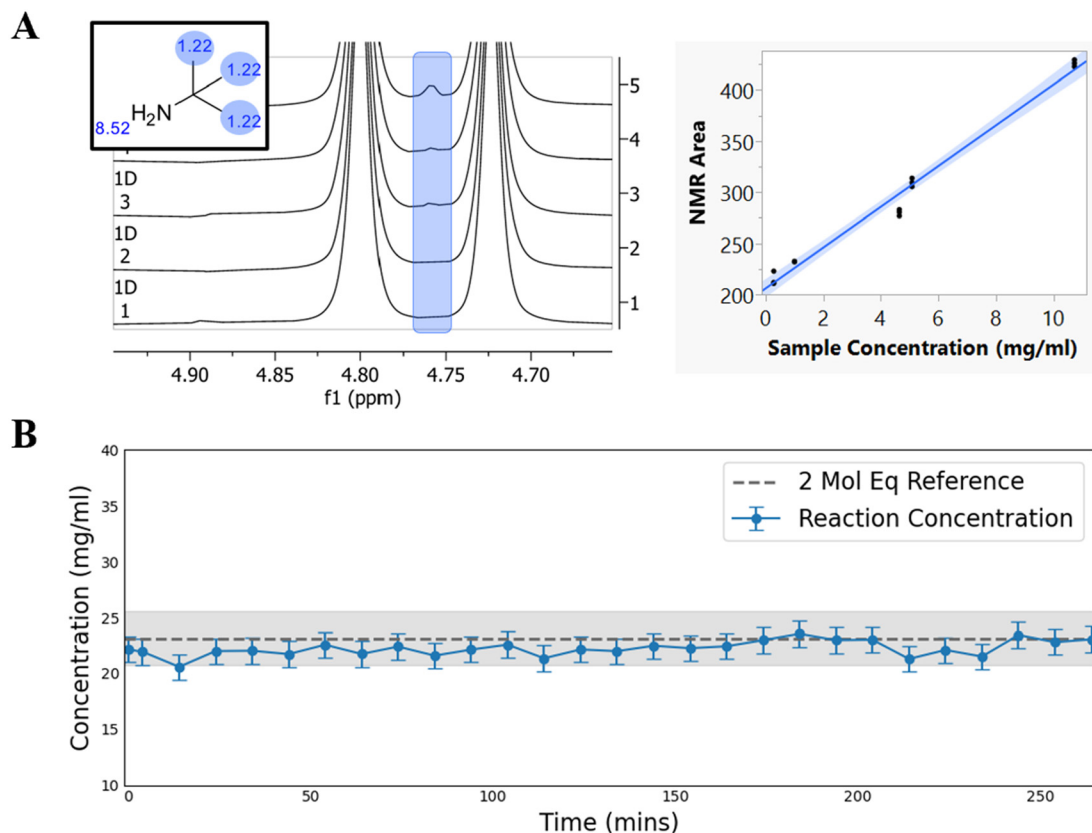 A
1.22
1.22
1.22
H₂N
8.52
5
4
1D
3
3
1D
2
2
1D
1
1
4.90 4.85 4.80 4.75 4.70
f1 (ppm)
NMR Area
400
350
300
250
200
0 2 4 6 8 10
Sample Concentration (mg/ml)
B
Concentration (mg/ml)
40
35
30
25
20
15
10
2 Mol Eq Reference
Reaction Concentration
0 50 100 150 200 250
Time (mins)